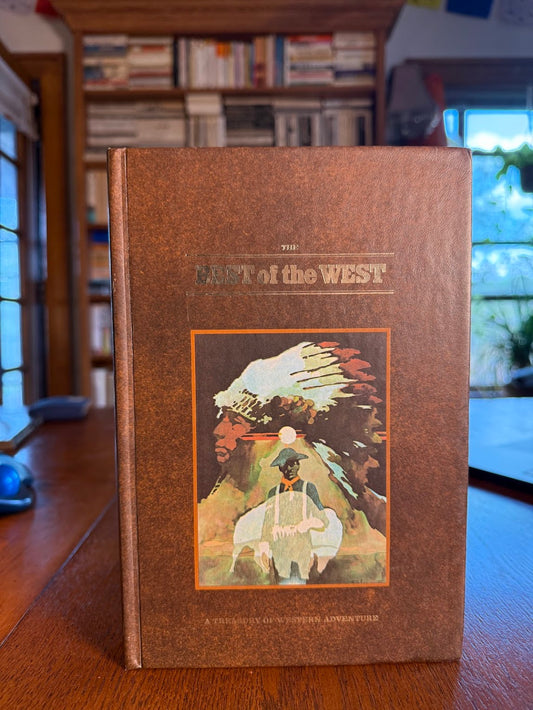 THE
BEST of the WEST
A TREASURY OF WESTERN ADVENTURE